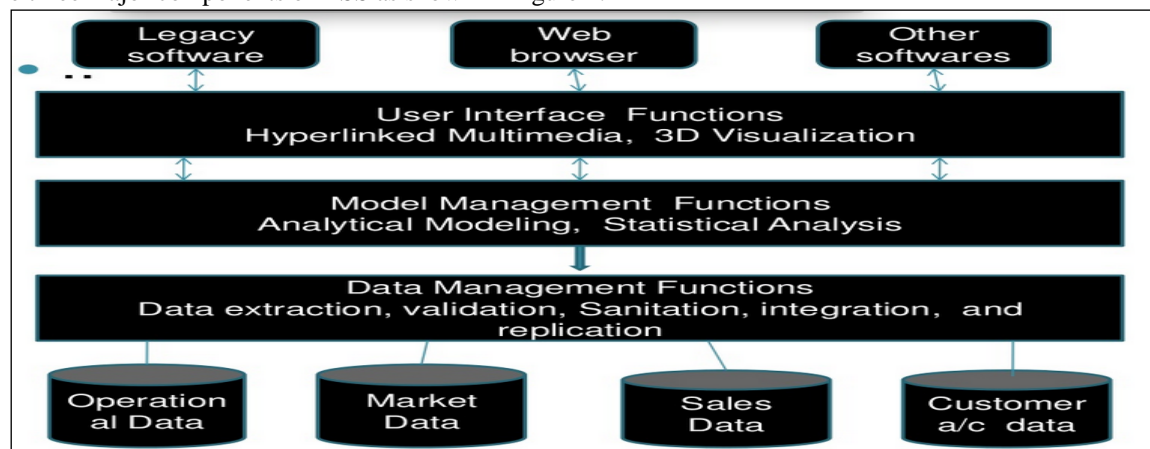 Legacy software
Web browser
Other softwares
User Interface Functions
Hyperlinked Multimedia, 3D Visualization
Model Management Functions
Analytical Modeling, Statistical Analysis
Data Management Functions
Data extraction, validation, Sanitation, integration, and
replication
Operation
al Data
Market
Data
Sales
Data
Customer
a/c data